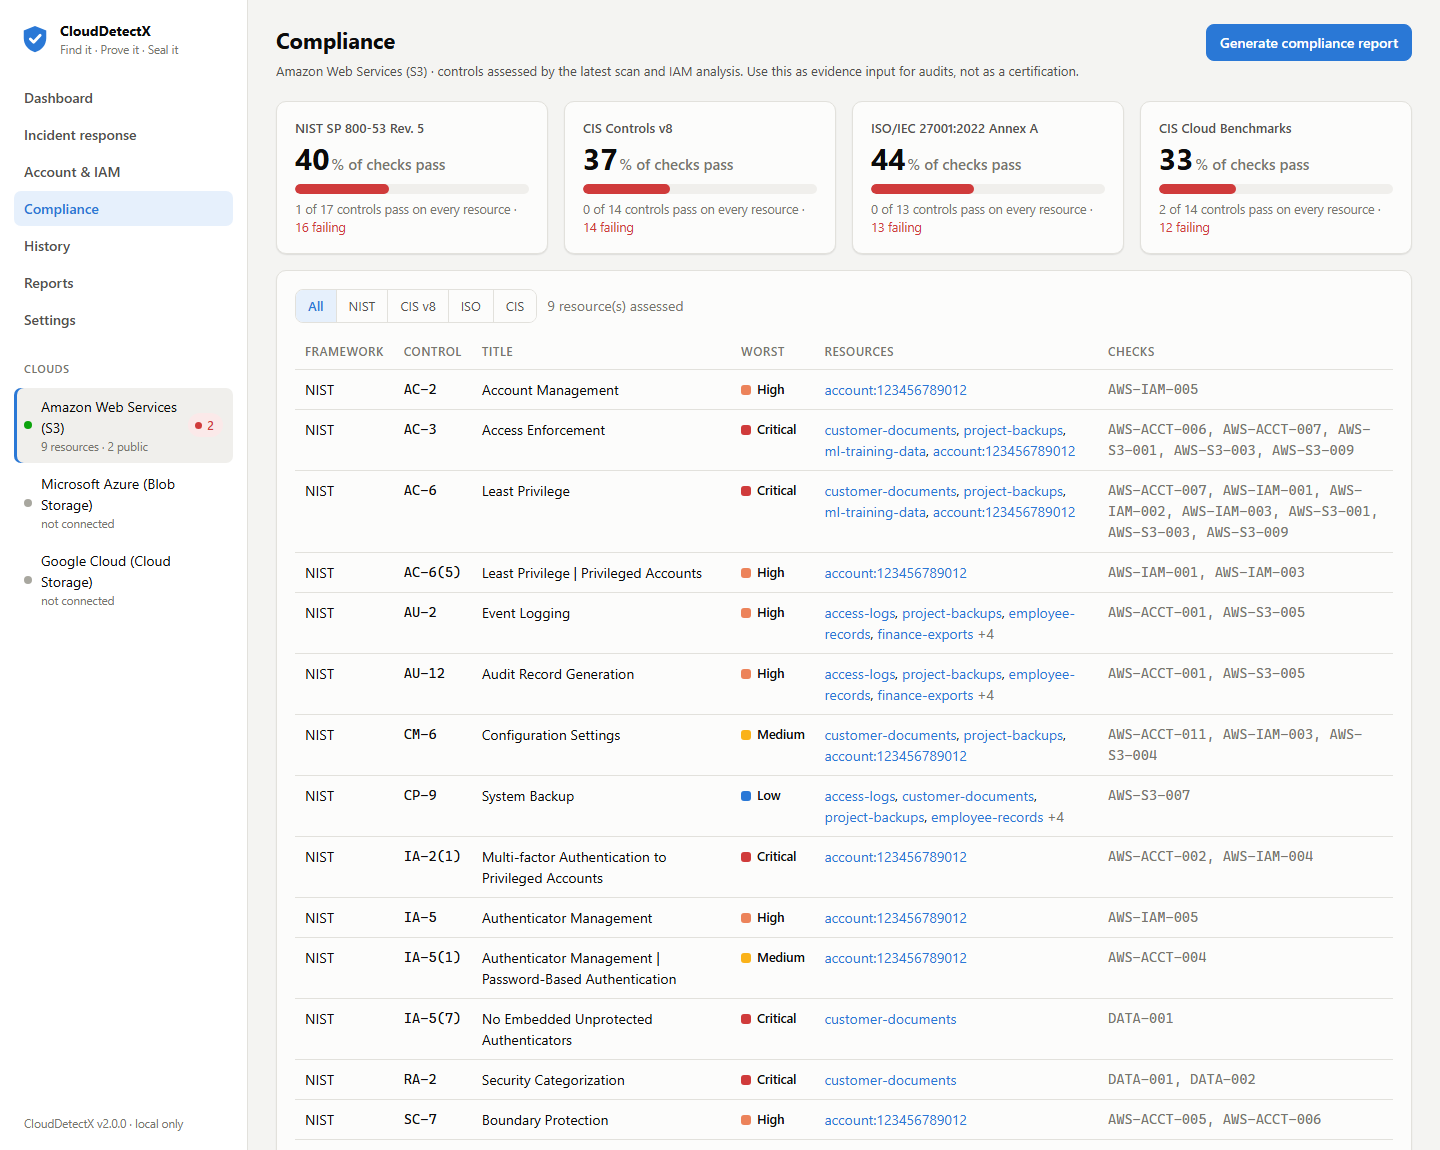 CloudDetectX
Find it · Prove it · Seal it
Dashboard
Incident response
Account & IAM
Compliance
History
Reports
Settings
CLOUDS
Amazon Web Services
(S3)
9 resources · 2 public
2
Microsoft Azure (Blob
Storage)
not connected
Google Cloud (Cloud
Storage)
not connected
CloudDetectX v2.0.0 · local only
Compliance
Generate compliance report
Amazon Web Services (S3) · controls assessed by the latest scan and IAM analysis. Use this as evidence input for audits, not as a certification.
NIST SP 800-53 Rev. 5
40 % of checks pass
1 of 17 controls pass on every resource ·
16 failing
CIS Controls v8
37 % of checks pass
0 of 14 controls pass on every resource ·
14 failing
ISO/IEC 27001:2022 Annex A
44 % of checks pass
0 of 13 controls pass on every resource ·
13 failing
CIS Cloud Benchmarks
33 % of checks pass
2 of 14 controls pass on every resource ·
12 failing
All NIST CIS v8 ISO CIS 9 resource(s) assessed
FRAMEWORK CONTROL TITLE WORST RESOURCES CHECKS
NIST AC-2 Account Management High account:123456789012 AWS-IAM-005
NIST AC-3 Access Enforcement Critical customer-documents, project-backups, AWS-ACCT-006, AWS-ACCT-007, AWS-
ml-training-data, account:123456789012 S3-001, AWS-S3-003, AWS-S3-009
NIST AC-6 Least Privilege Critical customer-documents, project-backups, AWS-ACCT-007, AWS-IAM-001, AWS-
ml-training-data, account:123456789012 IAM-002, AWS-IAM-003, AWS-S3-001,
AWS-S3-003, AWS-S3-009
NIST AC-6(5) Least Privilege | Privileged Accounts High account:123456789012 AWS-IAM-001, AWS-IAM-003
NIST AU-2 Event Logging High access-logs, project-backups, employee- AWS-ACCT-001, AWS-S3-005
records, finance-exports +4
NIST AU-12 Audit Record Generation High access-logs, project-backups, employee- AWS-ACCT-001, AWS-S3-005
records, finance-exports +4
NIST CM-6 Configuration Settings Medium customer-documents, project-backups, AWS-ACCT-011, AWS-IAM-003, AWS-
account:123456789012 S3-004
NIST CP-9 System Backup Low access-logs, customer-documents, AWS-S3-007
project-backups, employee-records +4
NIST IA-2(1) Multi-factor Authentication to Critical account:123456789012 AWS-ACCT-002, AWS-IAM-004
Privileged Accounts
NIST IA-5 Authenticator Management High account:123456789012 AWS-IAM-005
NIST IA-5(1) Authenticator Management | Medium account:123456789012 AWS-ACCT-004
Password-Based Authentication
NIST IA-5(7) No Embedded Unprotected Critical customer-documents DATA-001
Authenticators
NIST RA-2 Security Categorization Critical customer-documents DATA-001, DATA-002
NIST SC-7 Boundary Protection High account:123456789012 AWS-ACCT-005, AWS-ACCT-006